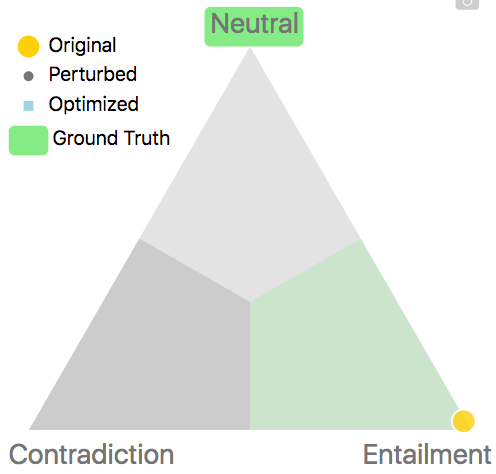 Neutral
Original
Perturbed
Optimized
Ground Truth
Contradiction
Entailment